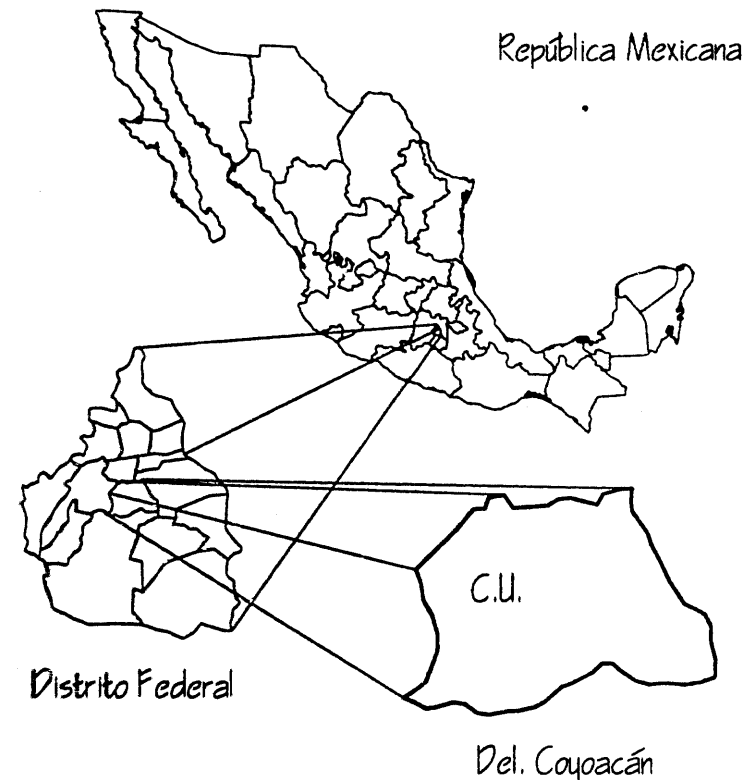 República Mexicana
C.U.
Distrito Federal
Del. Coyoacán